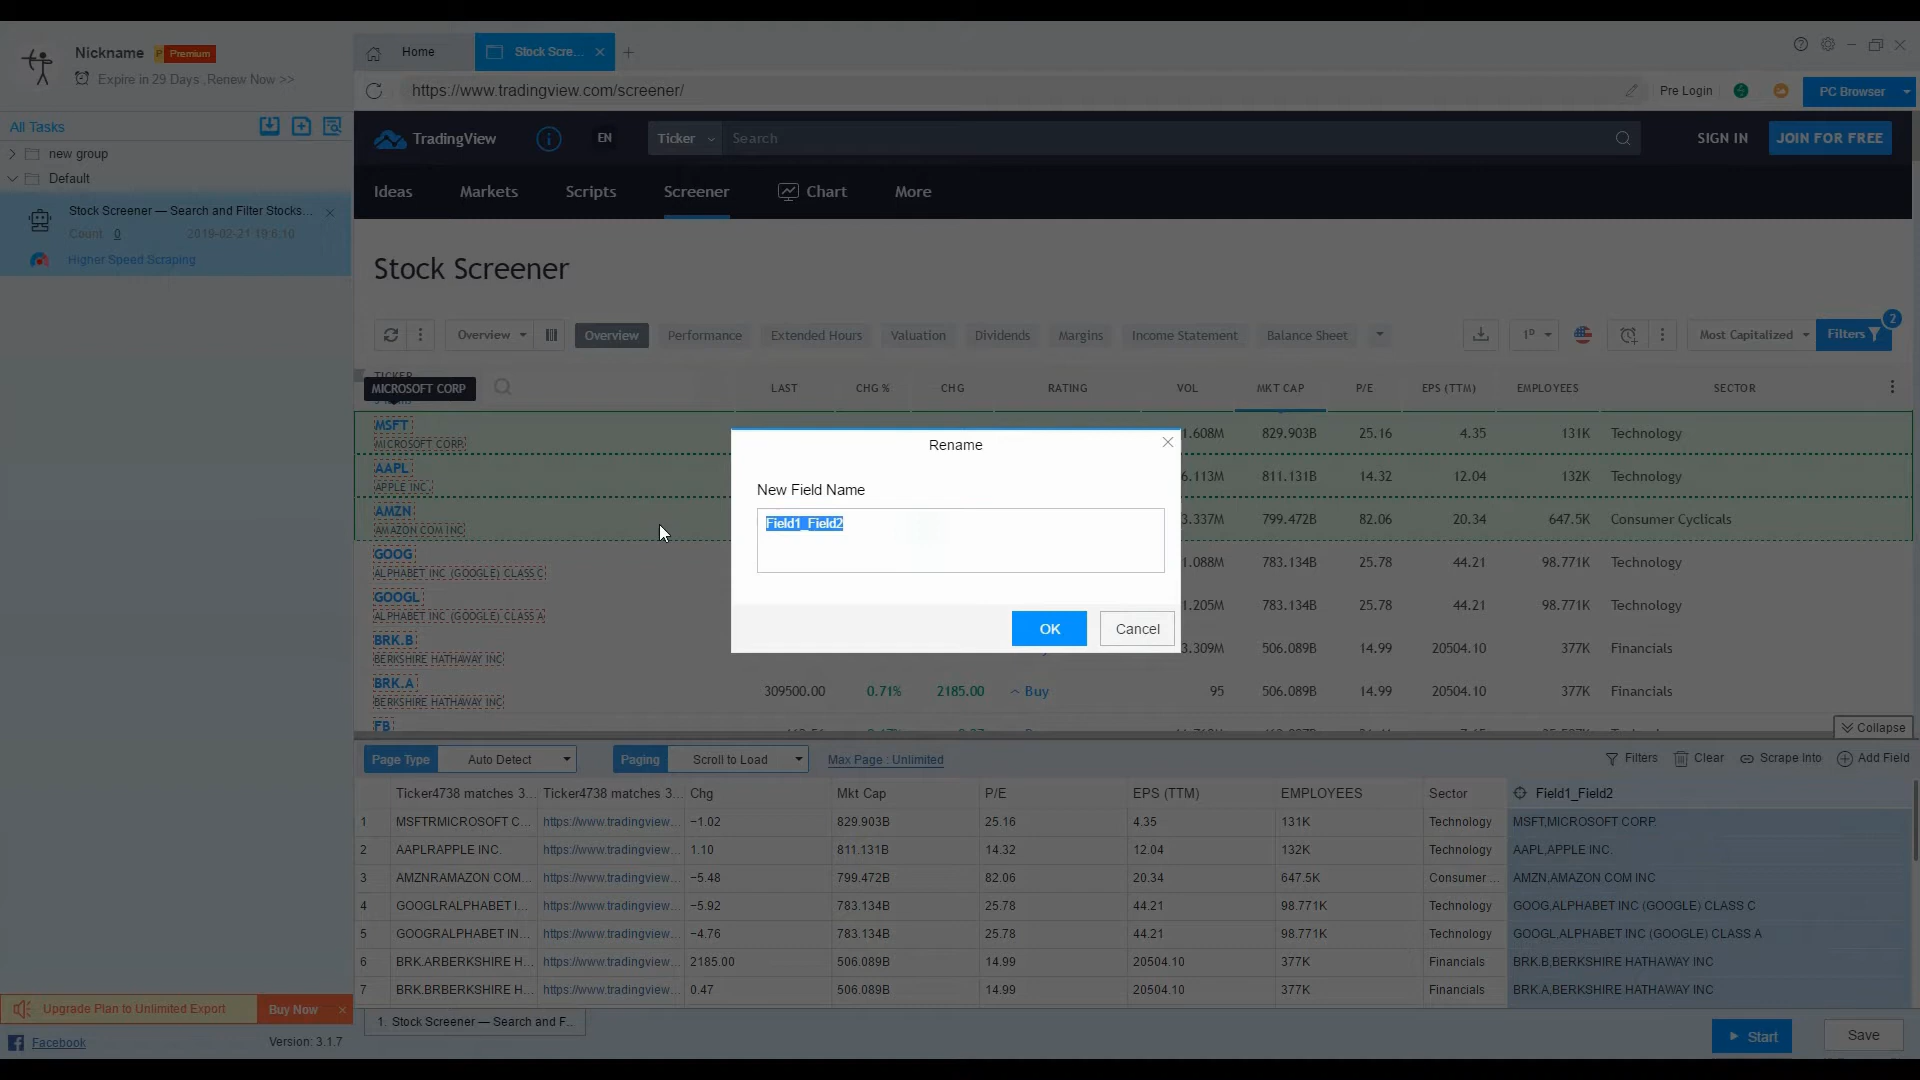 Nickname P Premium
Expire in 29 Days ,Renew Now >>
All Tasks
new group
Default
Stock Screener — Search and Filter Stocks...
Count 0 2019-02-21 19:6:10
Higher Speed Scraping
Upgrade Plan to Unlimited Export Buy Now
Facebook Version: 3.1.7
Home Stock Scre...
https://www.tradingview.com/screener/ Pre Login PC Browser
TradingView EN Ticker Search SIGN IN JOIN FOR FREE
Ideas Markets Scripts Screener Chart More
Stock Screener
2
Overview Overview Performance Extended Hours Valuation Dividends Margins Income Statement Balance Sheet 1D Most Capitalized Filters
TICKER
MICROSOFT CORP LAST CHG % CHG RATING VOL MKT CAP P/E EPS (TTM) EMPLOYEES SECTOR
MSFT
MICROSOFT CORP. 1.608M 829.903B 25.16 4.35 131K Technology
AAPL
APPLE INC. 6.113M 811.131B 14.32 12.04 132K Technology
AMZN
AMAZON COM INC 3.337M 799.472B 82.06 20.34 647.5K Consumer Cyclicals
GOOG
ALPHABET INC (GOOGLE) CLASS C 1.088M 783.134B 25.78 44.21 98.771K Technology
GOOGL
ALPHABET INC (GOOGLE) CLASS A 1.205M 783.134B 25.78 44.21 98.771K Technology
BRK.B
BERKSHIRE HATHAWAY INC 3.309M 506.089B 14.99 20504.10 377K Financials
BRK.A
BERKSHIRE HATHAWAY INC 309500.00 0.71% 2185.00 Buy 95 506.089B 14.99 20504.10 377K Financials
FB
Collapse
Rename
New Field Name
Field1_Field2
OK Cancel
Page Type Auto Detect Paging Scroll to Load Max Page : Unlimited Filters Clear Scrape Into Add Field
Ticker4738 matches 3... Ticker4738 matches 3... Chg Mkt Cap P/E EPS (TTM) EMPLOYEES Sector Field1_Field2
1 MSFTRMICROSOFT C... https://www.tradingview... −1.02 829.903B 25.16 4.35 131K Technology MSFT,MICROSOFT CORP.
2 AAPLRAPPLE INC. https://www.tradingview... 1.10 811.131B 14.32 12.04 132K Technology AAPL,APPLE INC.
3 AMZNRAMAZON COM... https://www.tradingview... −5.48 799.472B 82.06 20.34 647.5K Consumer ... AMZN,AMAZON COM INC
4 GOOGLRALPHABET I... https://www.tradingview... −5.92 783.134B 25.78 44.21 98.771K Technology GOOG,ALPHABET INC (GOOGLE) CLASS C
5 GOOGRALPHABET IN... https://www.tradingview... −4.76 783.134B 25.78 44.21 98.771K Technology GOOGL,ALPHABET INC (GOOGLE) CLASS A
6 BRK.ARBERKSHIRE H... https://www.tradingview... 2185.00 506.089B 14.99 20504.10 377K Financials BRK.B,BERKSHIRE HATHAWAY INC
7 BRK.BRBERKSHIRE H... https://www.tradingview... 0.47 506.089B 14.99 20504.10 377K Financials BRK.A,BERKSHIRE HATHAWAY INC
1. Stock Screener — Search and F...
Start Save